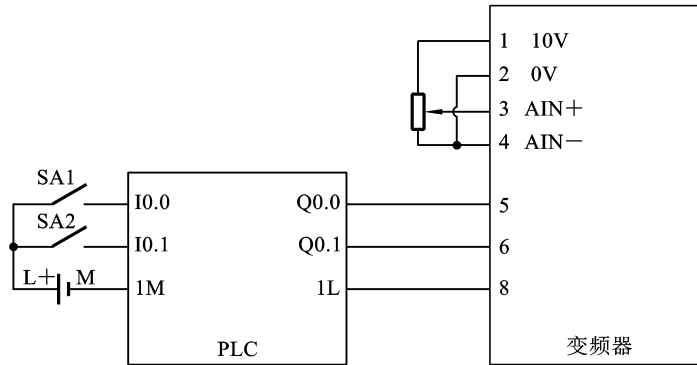 1 10V
2 0V
3 AIN+
4 AIN−
SA1
I0.0 Q0.0 5
SA2
I0.1 Q0.1 6
L+ M 1M 1L 8
PLC 变频器